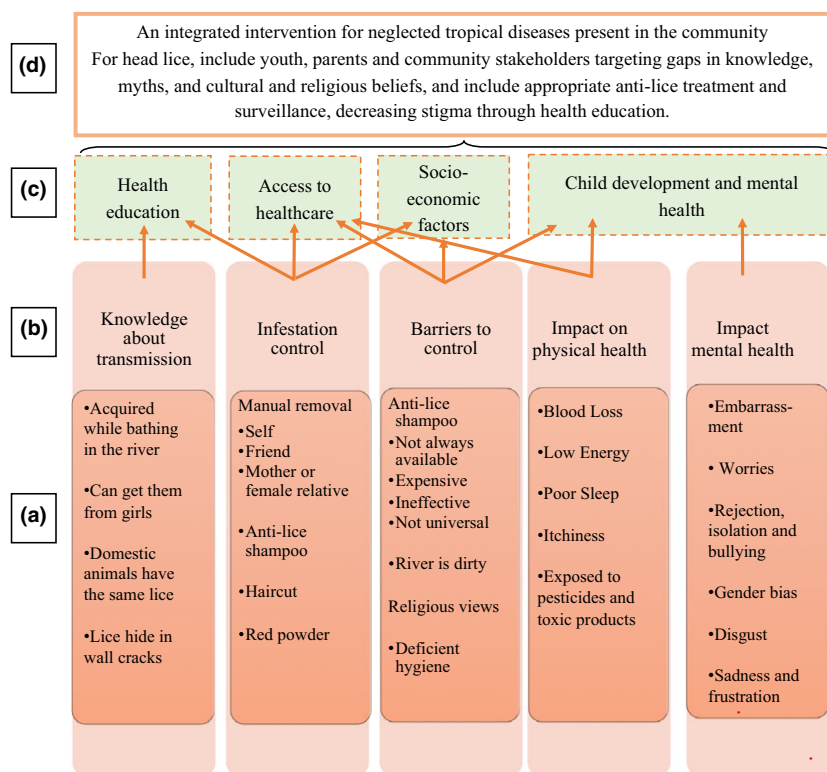 (d)
An integrated intervention for neglected tropical diseases present in the community
For head lice, include youth, parents and community stakeholders targeting gaps in knowledge,
myths, and cultural and religious beliefs, and include appropriate anti-lice treatment and
surveillance, decreasing stigma through health education.
(c)
Health
education
Access to
healthcare
Socio-
economic
factors
Child development and mental
health
(b)
Knowledge
about
transmission
Infestation
control
Barriers to
control
Impact on
physical health
Impact
mental health
(a)
•Acquired
while bathing
in the river
•Can get them
from girls
•Domestic
animals have
the same lice
•Lice hide in
wall cracks
Manual removal
•Self
•Friend
•Mother or
female relative
•Anti-lice
shampoo
•Haircut
•Red powder
Anti-lice
shampoo
•Not always
available
•Expensive
•Ineffective
•Not universal
•River is dirty
Religious views
•Deficient
hygiene
•Blood Loss
•Low Energy
•Poor Sleep
•Itchiness
•Exposed to
pesticides and
toxic products
•Embarrass-
ment
• Worries
•Rejection,
isolation and
bullying
•Gender bias
•Disgust
•Sadness and
frustration